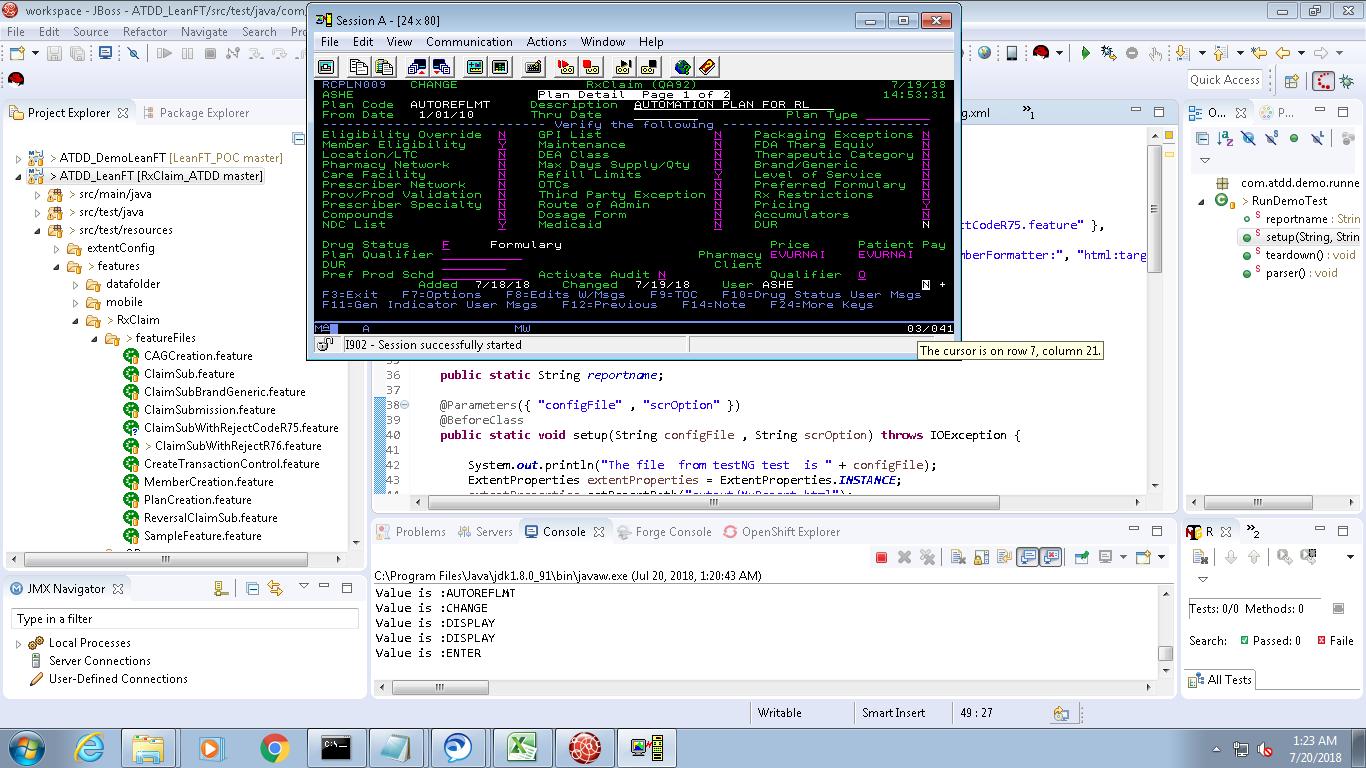 workspace - JBoss - ATDD_LeanFT/src/test/java/com/
File Edit Source Refactor Navigate Search
Quick Access
Project Explorer Package Explorer
> ATDD_DemoLeanFT [LeanFT_POC master]
> ATDD_LeanFT [RxClaim_ATDD master]
> src/main/java
> src/test/java
> src/test/resources
extentConfig
> features
datafolder
mobile
> RxClaim
> featureFiles
CAGCreation.feature
ClaimSub.feature
ClaimSubBrandGeneric.feature
ClaimSubmission.feature
ClaimSubWithRejectCodeR75.feature
> ClaimSubWithRejectR76.feature
CreateTransactionControl.feature
MemberCreation.feature
PlanCreation.feature
ReversalClaimSub.feature
SampleFeature.feature
JMX Navigator
Type in a filter
Local Processes
Server Connections
User-Defined Connections
Session A - [24 x 80]
File Edit View Communication Actions Window Help
RCPLN009 CHANGE RxClaim (QA92) 7/19/18
ASHE Plan Detail Page 1 of 2 14:53:31
Plan Code AUTOREFLMT Description AUTOMATION PLAN FOR RL
From Date 1/01/10 Thru Date Plan Type
Verify the following
Eligibility Override N GPI List N Packaging Exceptions N
Member Eligibility Y Maintenance N FDA Thera Equiv N
Location/LTC N DEA Class N Therapeutic Category N
Pharmacy Network N Max Days Supply/Qty N Brand/Generic N
Care Facility N Refill Limits Y Level of Service N
Prescriber Network N OTCs N Preferred Formulary N
Prov/Prod Validation N Third Party Exception N Rx Restrictions N
Prescriber Specialty N Route of Admin N Pricing Y
Compounds N Dosage Form N Accumulators N
NDC List Y Medicaid N DUR N
Drug Status F Formulary Price Patient Pay
Plan Qualifier Pharmacy EVURNAI EVURNAI
DUR Client
Pref Prod Schd Activate Audit N Qualifier O
Added 7/18/18 Changed 7/19/18 User ASHE N +
F3=Exit F7=Options F8=Edits W/Msgs F9=TOC F10=Drug Status User Msgs
F11=Gen Indicator User Msgs F12=Previous F14=Note F24=More Keys
MA A MW 03/041
I902 - Session successfully started
The cursor is on row 7, column 21.
g.xml »1
ctCodeR75.feature" },
mberFormatter:", "html:targ
36 public static String reportname;
37
38 @Parameters({ "configFile" , "scrOption" })
39 @BeforeClass
40 public static void setup(String configFile , String scrOption) throws IOException {
41
42 System.out.println("The file from testNG test is " + configFile);
43 ExtentProperties extentProperties = ExtentProperties.INSTANCE;
Problems Servers Console Forge Console OpenShift Explorer
C:\Program Files\Java\jdk1.8.0_91\bin\javaw.exe (Jul 20, 2018, 1:20:43 AM)
Value is :AUTOREFLMT
Value is :CHANGE
Value is :DISPLAY
Value is :DISPLAY
Value is :ENTER
O... P...
com.atdd.demo.runne
> RunDemoTest
reportname : Strin
setup(String, Strin
teardown() : void
parser() : void
R »2
Tests: 0/0 Methods: 0
Search: Passed: 0 Faile
All Tests
Writable Smart Insert 49 : 27
1:23 AM
7/20/2018